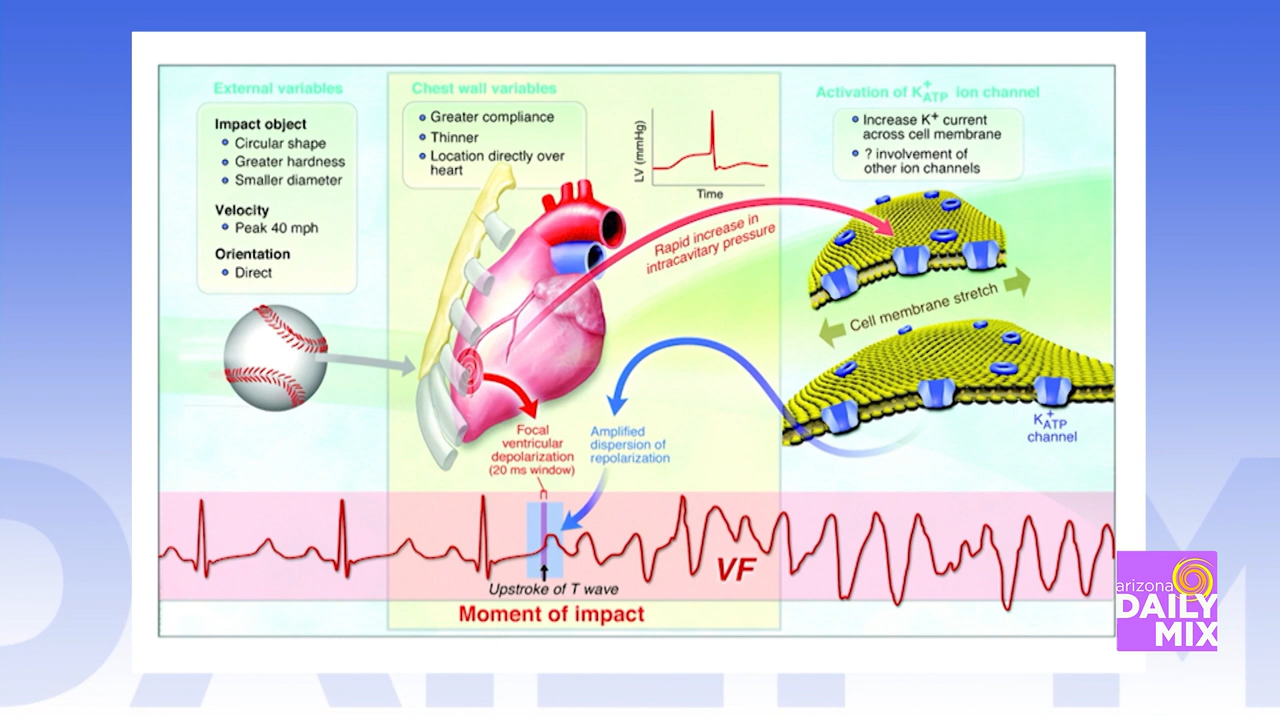 External variables
Impact object
Circular shape
Greater hardness
Smaller diameter
Velocity
Peak 40 mph
Orientation
Direct
Chest wall variables
Greater compliance
Thinner
Location directly over
heart
LV (mmHg)
Time
Rapid increase in
intracavitary pressure
Activation of K+ATP ion channel
Increase K+ current
across cell membrane
? involvement of
other ion channels
Cell membrane stretch
K+ATP
channel
Focal
ventricular
depolarization
(20 ms window)
Amplified
dispersion of
repolarization
VF
Upstroke of T wave
Moment of impact
arizona
DAILY
MIX